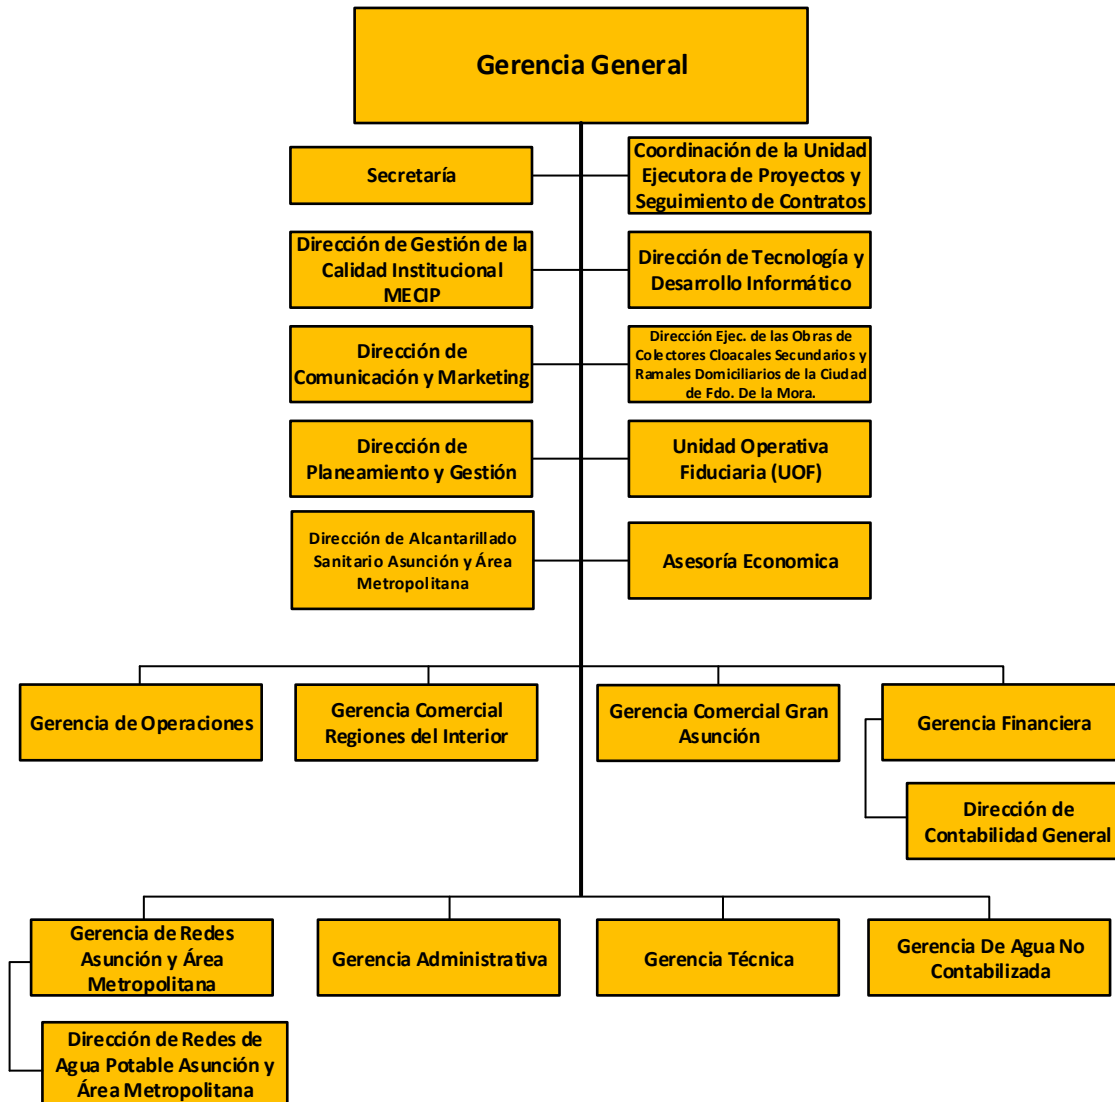 Gerencia General
Secretaría
Coordinación de la Unidad
Ejecutora de Proyectos y
Seguimiento de Contratos
Dirección de Gestión de la
Calidad Institucional
MECIP
Dirección de Tecnología y
Desarrollo Informático
Dirección de
Comunicación y Marketing
Dirección Ejec. de las Obras de
Colectores Cloacales Secundarios y
Ramales Domiciliarios de la Ciudad
de Fdo. De la Mora.
Dirección de
Planeamiento y Gestión
Unidad Operativa
Fiduciaria (UOF)
Dirección de Alcantarillado
Sanitario Asunción y Área
Metropolitana
Asesoría Economica
Gerencia de Operaciones
Gerencia Comercial
Regiones del Interior
Gerencia Comercial Gran
Asunción
Gerencia Financiera
Dirección de
Contabilidad General
Gerencia de Redes
Asunción y Área
Metropolitana
Gerencia Administrativa
Gerencia Técnica
Gerencia De Agua No
Contabilizada
Dirección de Redes de
Agua Potable Asunción y
Área Metropolitana